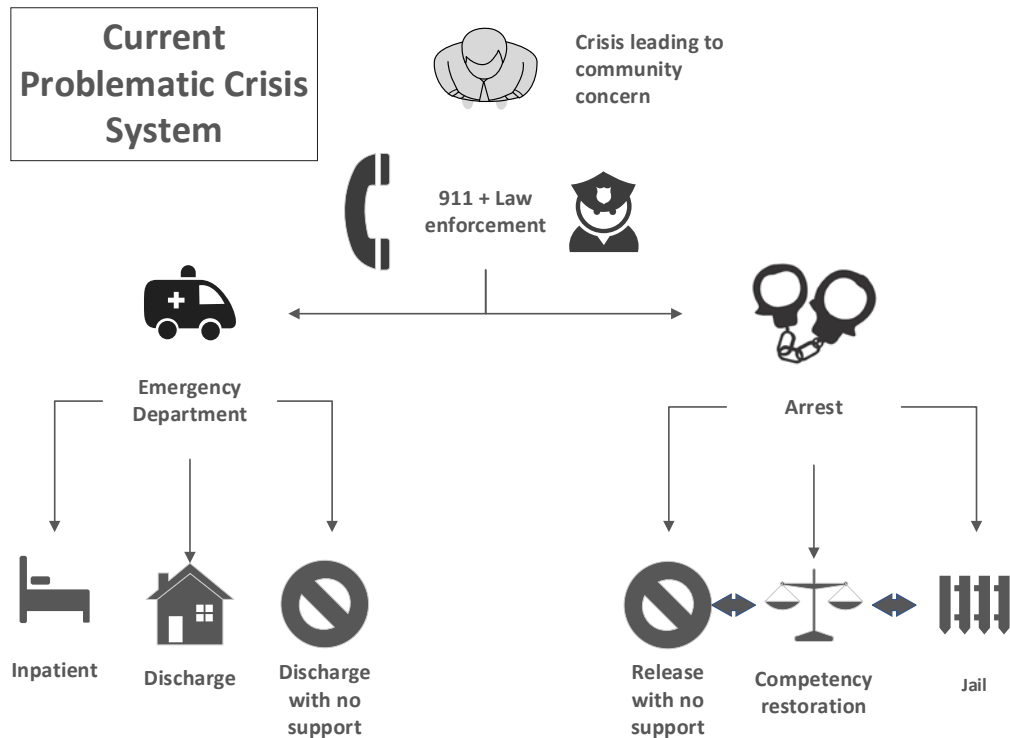 Current
Problematic Crisis
System
Crisis leading to
community
concern
911 + Law
enforcement
Emergency
Department
Arrest
Inpatient
Discharge
Discharge
with no
support
Release
with no
support
Competency
restoration
Jail